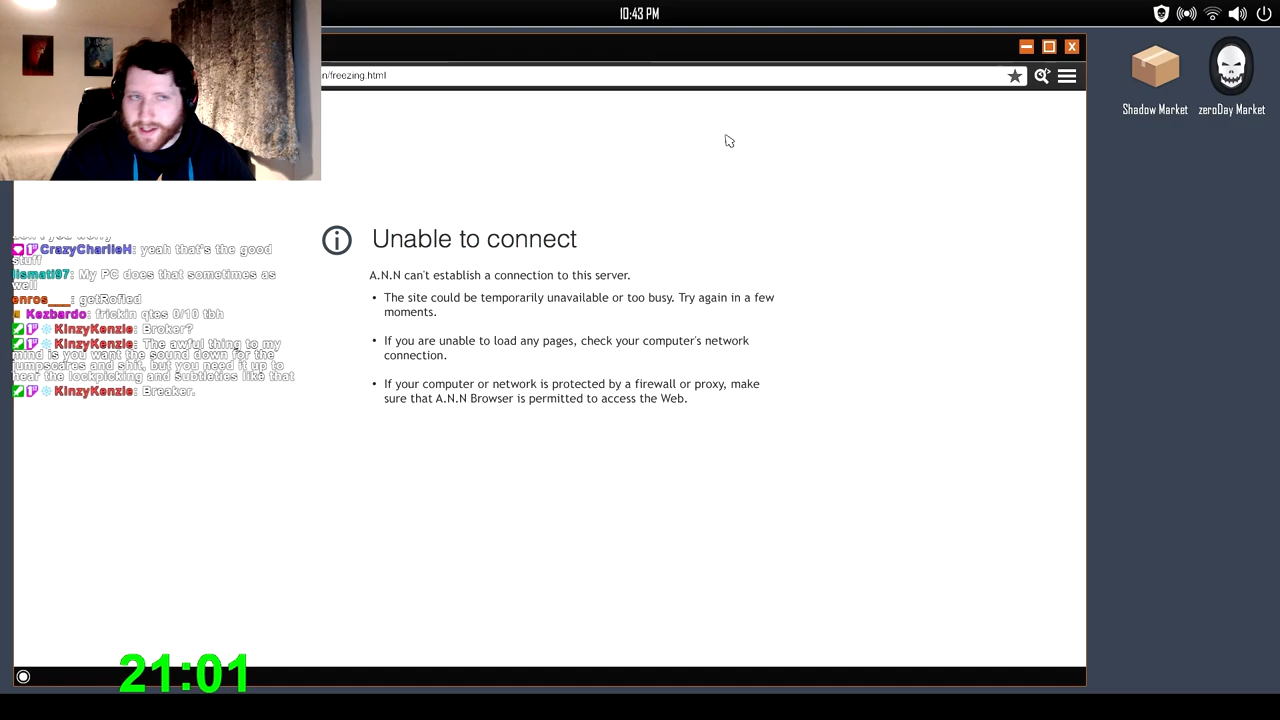 10:43 PM
n/freezing.html
Shadow Market
zeroDay Market
Unable to connect
A.N.N can't establish a connection to this server.
• The site could be temporarily unavailable or too busy. Try again in a few
moments.
• If you are unable to load any pages, check your computer's network
connection.
• If your computer or network is protected by a firewall or proxy, make
sure that A.N.N Browser is permitted to access the Web.
CrazyCharlieH: yeah that's the good
stuff
lismati97: My PC does that sometimes as
well
enros___: getRofled
Kezbardo: frickin qtes 0/10 tbh
KinzyKenzie: Broker?
KinzyKenzie: The awful thing to my
mind is you want the sound down for the
jumpscares and shit, but you need it up to
hear the lockpicking and subtleties like that
KinzyKenzie: Breaker.
21:01